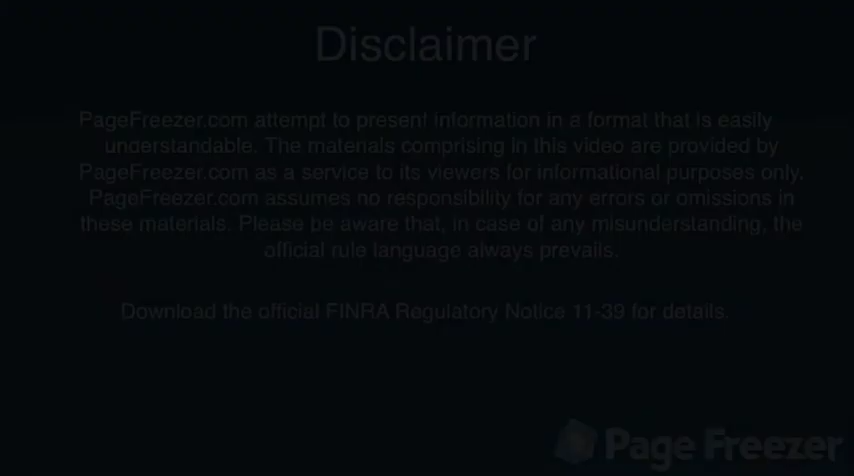 Disclaimer
PageFreezer.com attempt to present information in a format that is easily
understandable. The materials comprising in this video are provided by
PageFreezer.com as a service to its viewers for informational purposes only.
PageFreezer.com assumes no responsibility for any errors or omissions in
these materials. Please be aware that, in case of any misunderstanding, the
official rule language always prevails.
Download the official FINRA Regulatory Notice 11-39 for details.
Page Freezer